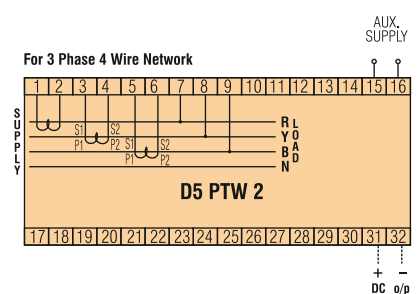 AUX.
SUPPLY
For 3 Phase 4 Wire Network
1 2 3 4 5 6 7 8 9 10 11 12 13 14 15 16
SUPPLY
S1 S2
P1 P2
S1 S2
P1 P2
R
Y
B
N
LOAD
D5 PTW 2
17 18 19 20 21 22 23 24 25 26 27 28 29 30 31 32
+ −
DC o/p